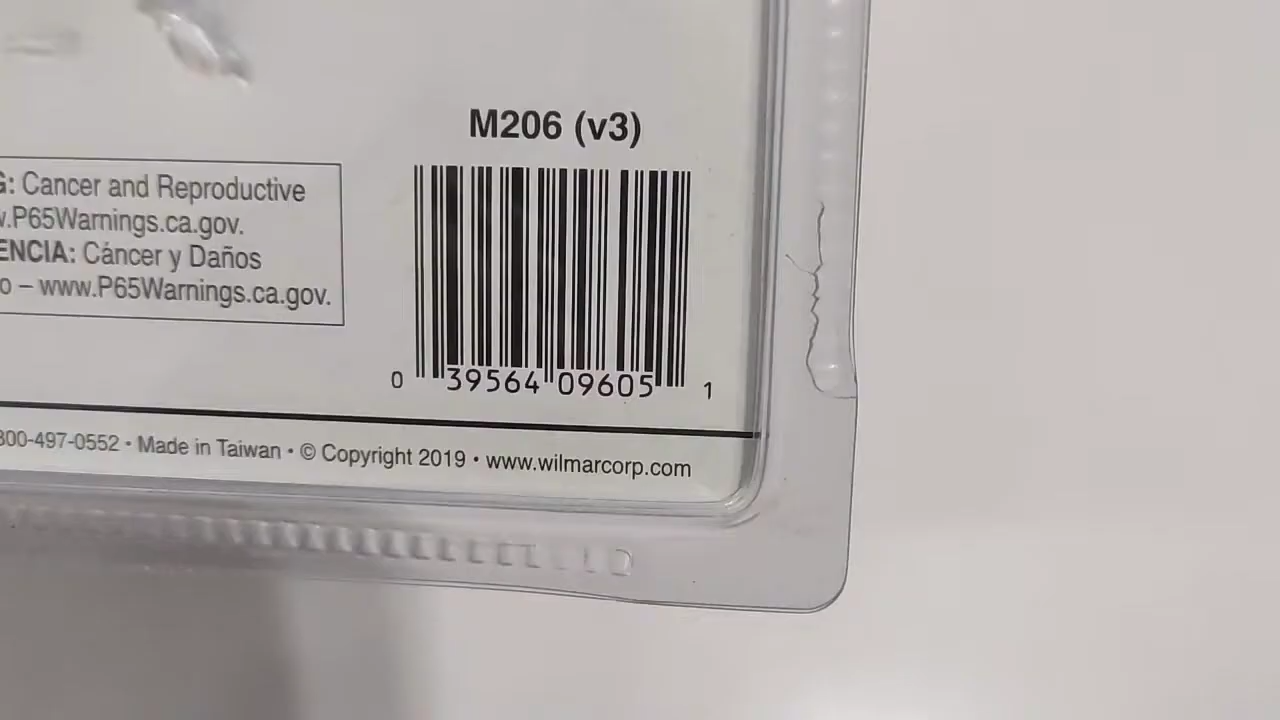 M206 (v3)
G: Cancer and Reproductive
w.P65Warnings.ca.gov.
ENCIA: Cáncer y Daños
o – www.P65Warnings.ca.gov.
0 39564 09605 1
800-497-0552 • Made in Taiwan • © Copyright 2019 • www.wilmarcorp.com